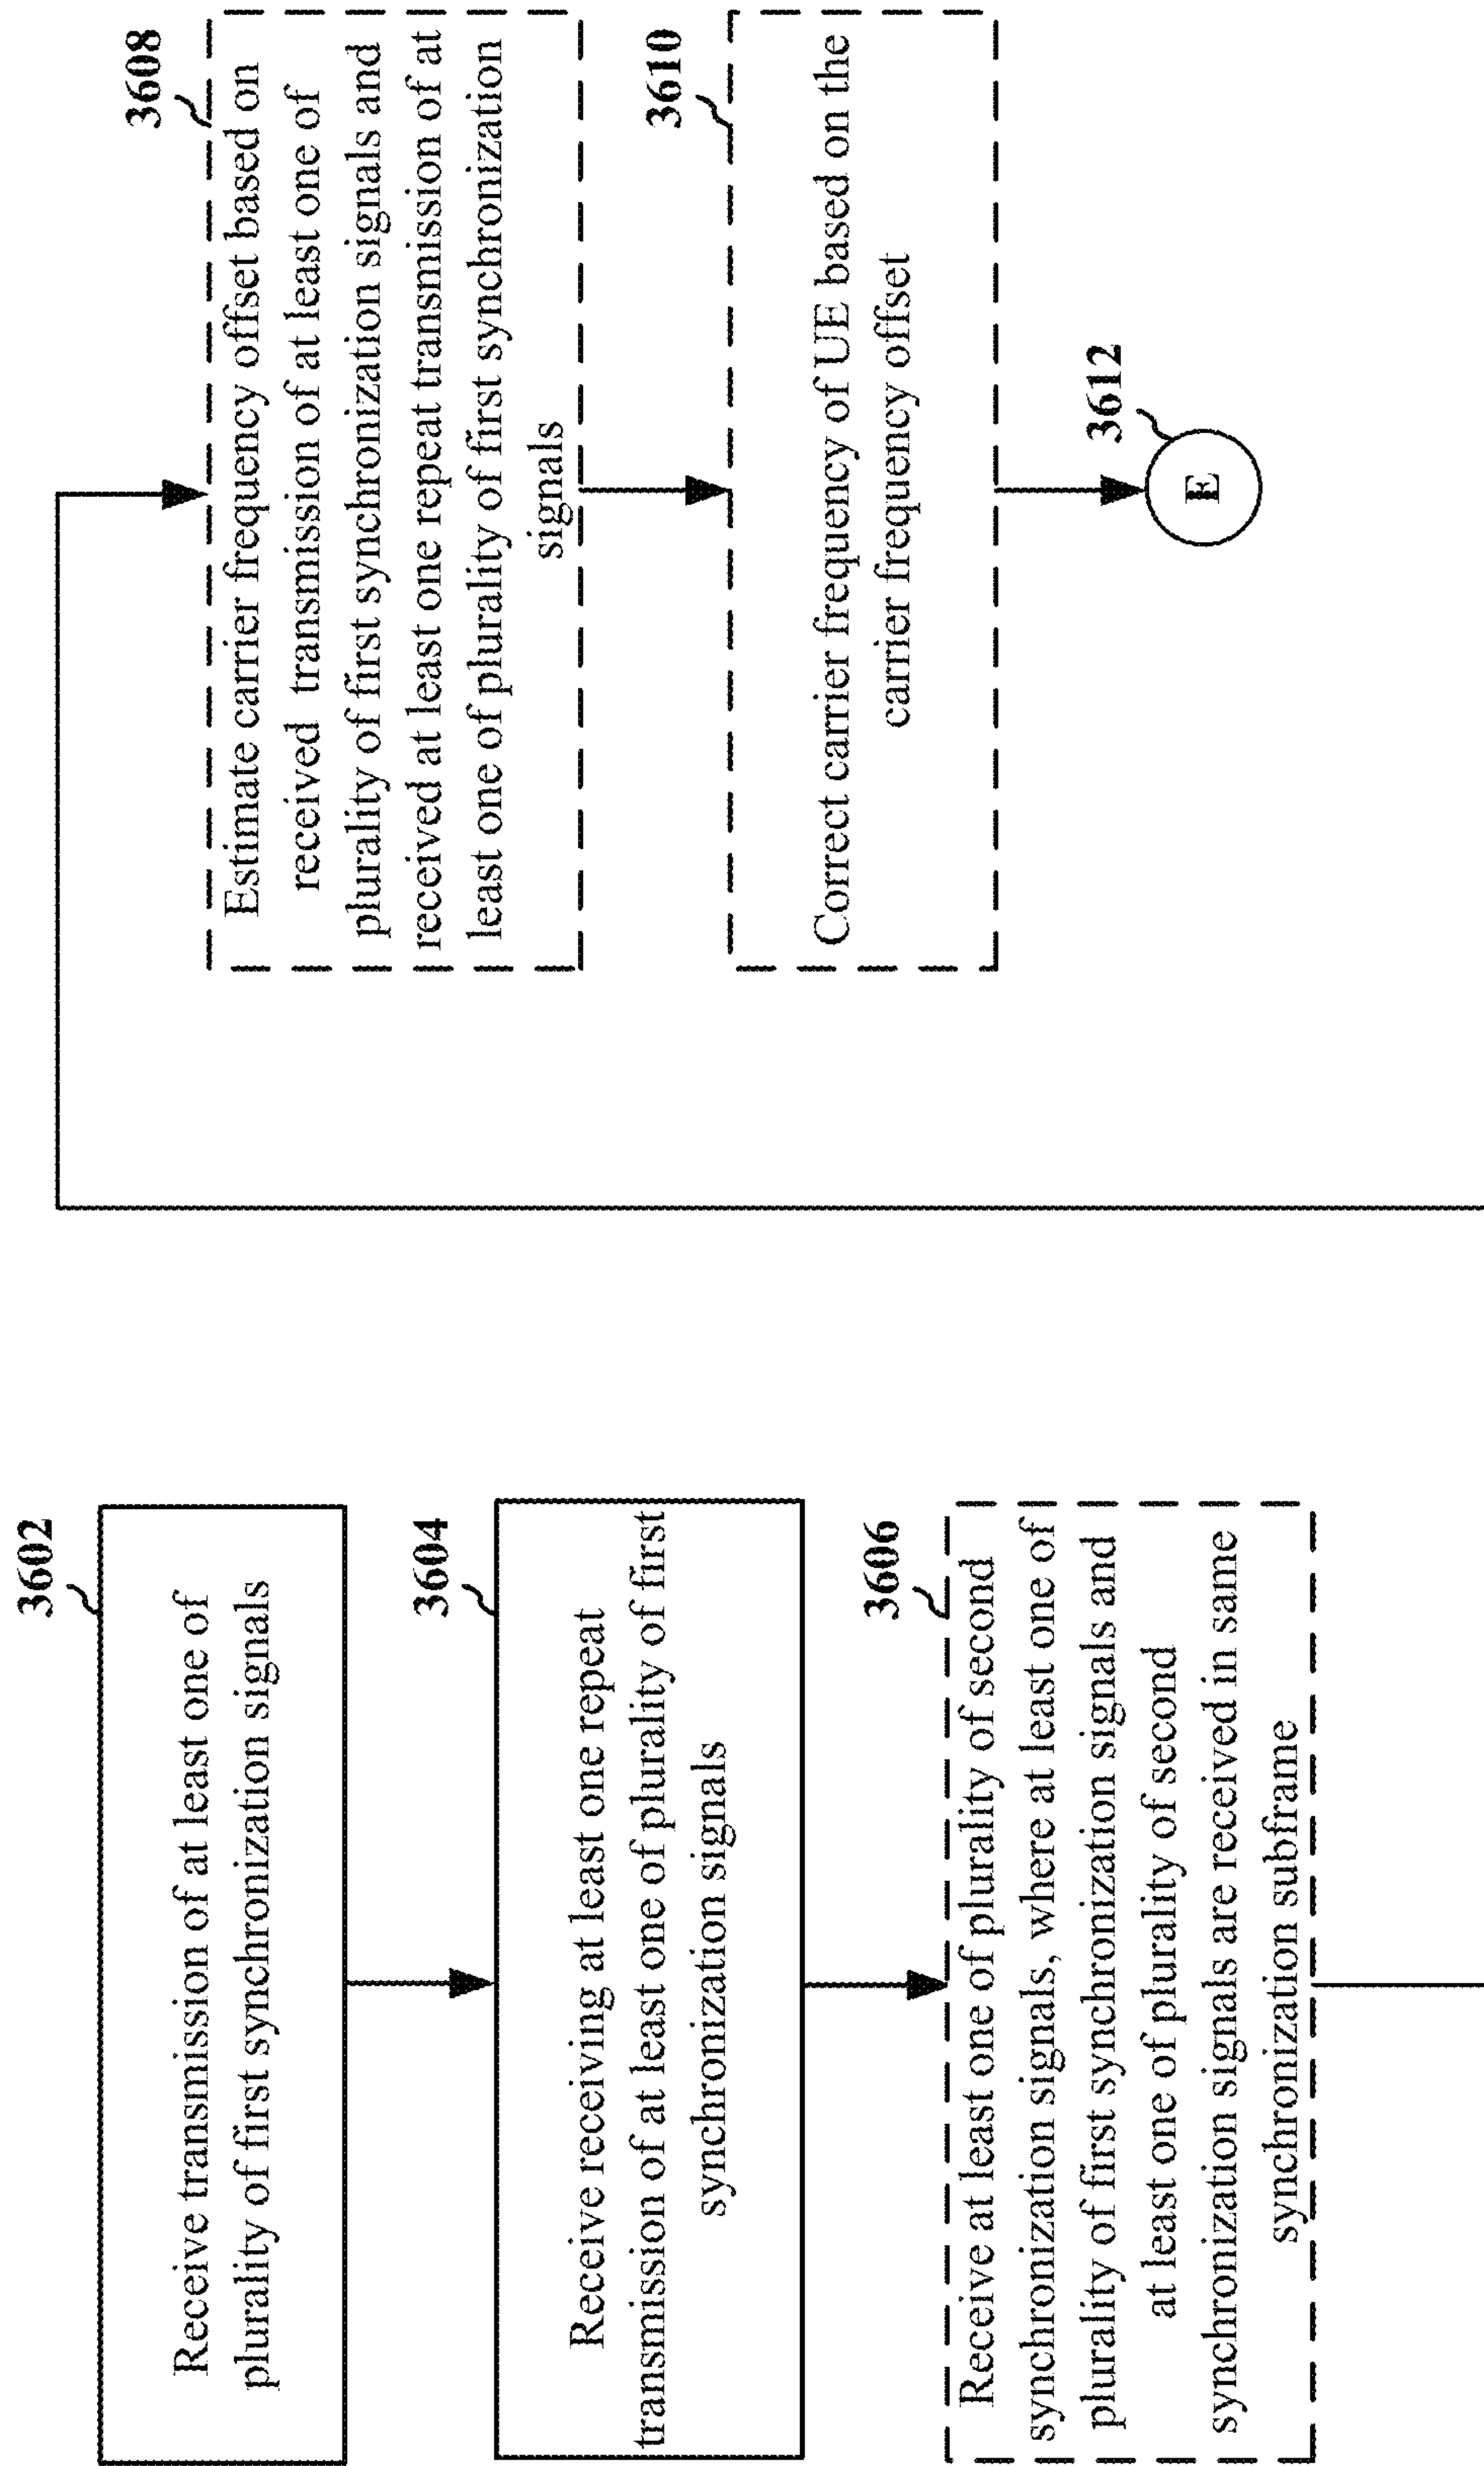 3602
Receive transmission of at least one of
plurality of first synchronization signals
3604
Receive receiving at least one repeat
transmission of at least one of plurality of first
synchronization signals
3606
Receive at least one of plurality of second
synchronization signals, where at least one of
plurality of first synchronization signals and
at least one of plurality of second
synchronization signals are received in same
synchronization subframe
3608
Estimate carrier frequency offset based on
received transmission of at least one of
plurality of first synchronization signals and
received at least one repeat transmission of at
least one of plurality of first synchronization
signals
3610
Correct carrier frequency of UE based on the
carrier frequency offset
3612
E